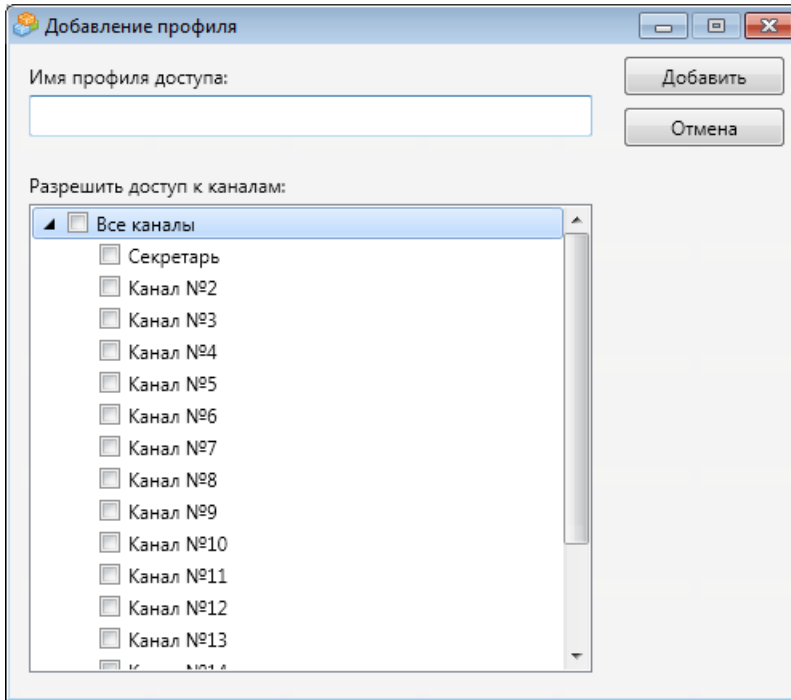 Добавление профиля
Имя профиля доступа:
Добавить
Отмена
Разрешить доступ к каналам:
Все каналы
Секретарь
Канал №2
Канал №3
Канал №4
Канал №5
Канал №6
Канал №7
Канал №8
Канал №9
Канал №10
Канал №11
Канал №12
Канал №13